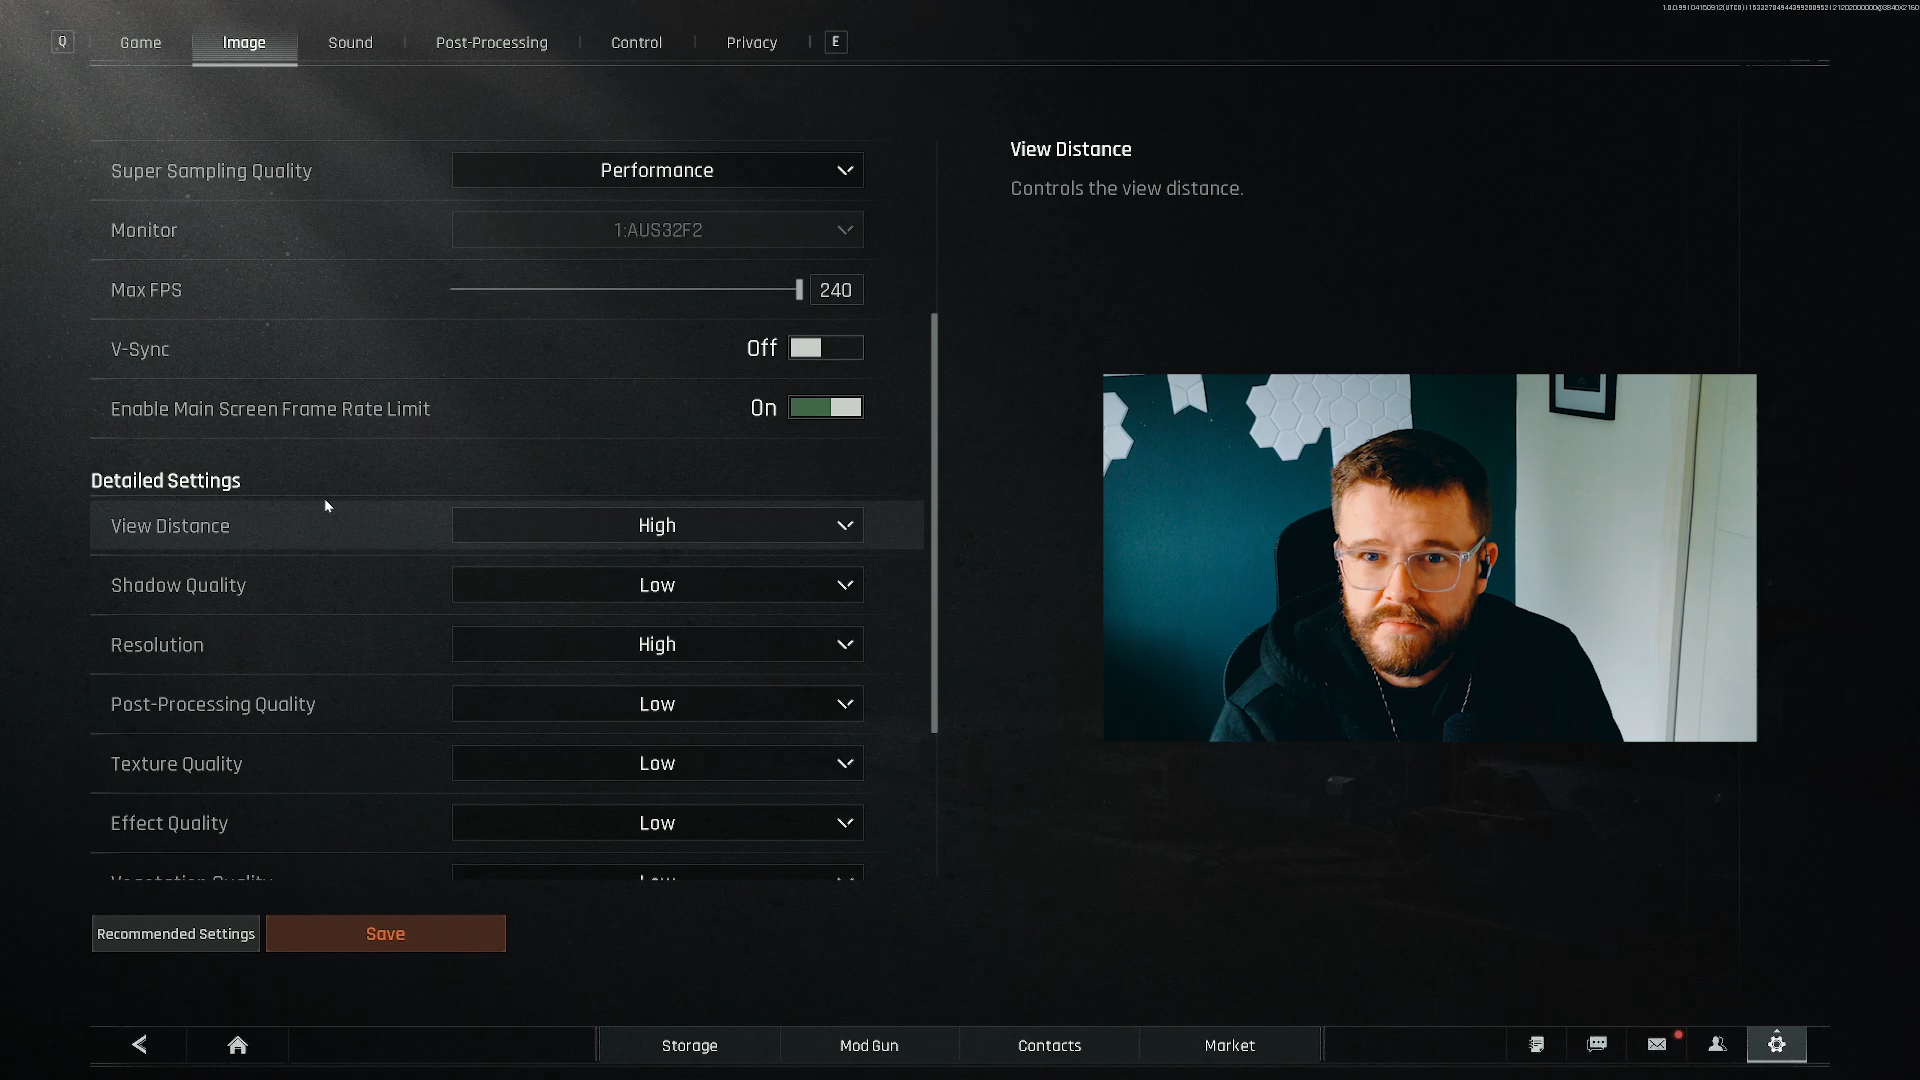 Q
Game
Image
Sound
Post-Processing
Control
Privacy
E
Super Sampling Quality
Performance
Monitor
1:AUS32F2
Max FPS
240
V-Sync
Off
Enable Main Screen Frame Rate Limit
On
Detailed Settings
View Distance
High
Shadow Quality
Low
Resolution
High
Post-Processing Quality
Low
Texture Quality
Low
Effect Quality
Low
Vegetation Quality
Low
View Distance
Controls the view distance.
Recommended Settings
Save
Storage
Mod Gun
Contacts
Market